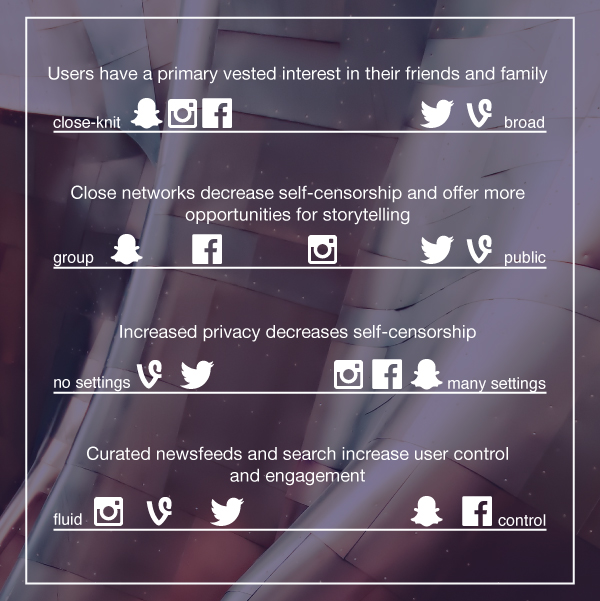 Users have a primary vested interest in their friends and family
close-knit broad
Close networks decrease self-censorship and offer more
opportunities for storytelling
group public
Increased privacy decreases self-censorship
no settings many settings
Curated newsfeeds and search increase user control
and engagement
fluid control